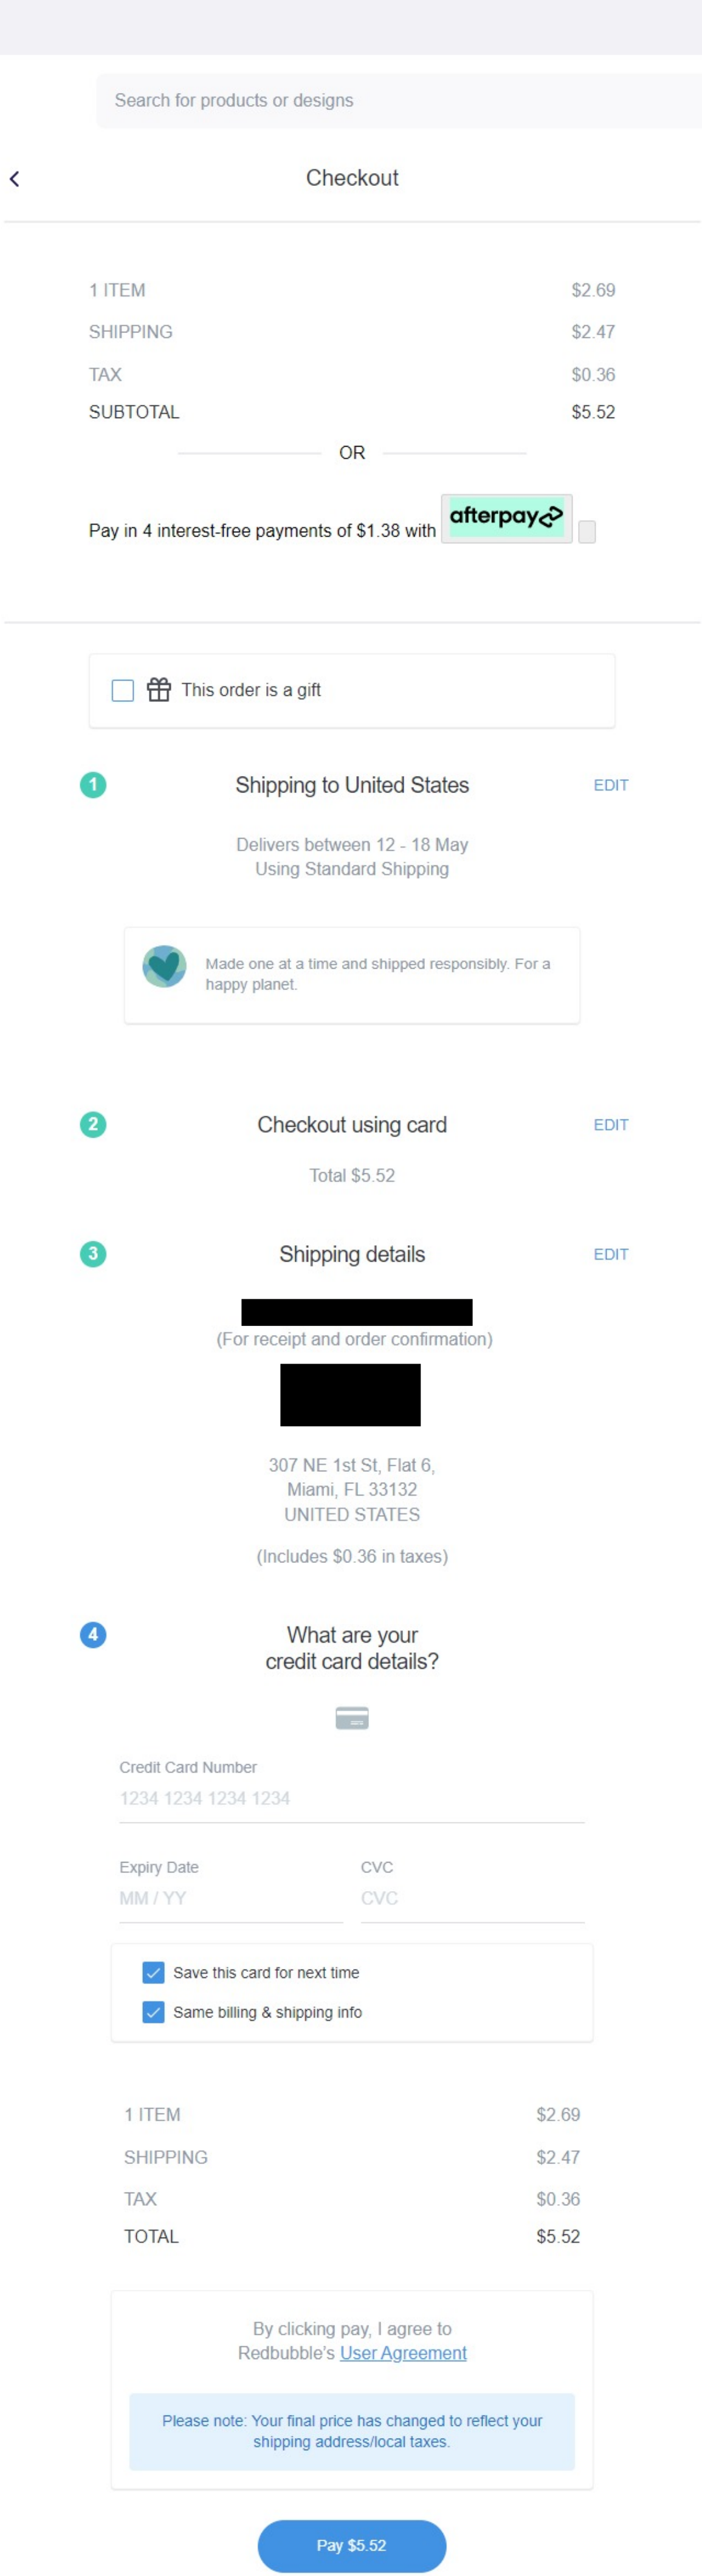 Search for products or designs
Checkout
1 ITEM $2.69
SHIPPING $2.47
TAX $0.36
SUBTOTAL $5.52
OR
Pay in 4 interest-free payments of $1.38 with afterpay
This order is a gift
1 Shipping to United States EDIT
Delivers between 12 - 18 May
Using Standard Shipping
Made one at a time and shipped responsibly. For a
happy planet.
2 Checkout using card EDIT
Total $5.52
3 Shipping details EDIT
(For receipt and order confirmation)
307 NE 1st St, Flat 6,
Miami, FL 33132
UNITED STATES
(Includes $0.36 in taxes)
4 What are your
credit card details?
Credit Card Number
1234 1234 1234 1234
Expiry Date CVC
MM / YY CVC
Save this card for next time
Same billing & shipping info
1 ITEM $2.69
SHIPPING $2.47
TAX $0.36
TOTAL $5.52
By clicking pay, I agree to
Redbubble's User Agreement
Please note: Your final price has changed to reflect your
shipping address/local taxes.
Pay $5.52